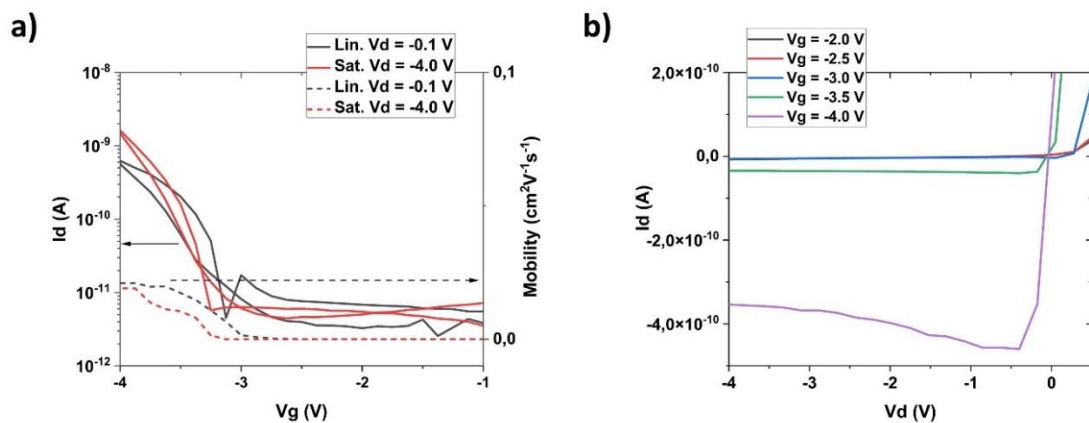 a)
Lin. Vd = -0.1 V
Sat. Vd = -4.0 V
Lin. Vd = -0.1 V
Sat. Vd = -4.0 V
10⁻⁸
10⁻⁹
10⁻¹⁰
10⁻¹¹
10⁻¹²
Id (A)
-4
-3
-2
-1
Vg (V)
0,1
0,0
Mobility (cm²V⁻¹s⁻¹)
b)
Vg = -2.0 V
Vg = -2.5 V
Vg = -3.0 V
Vg = -3.5 V
Vg = -4.0 V
2,0×10⁻¹⁰
0,0
-2,0×10⁻¹⁰
-4,0×10⁻¹⁰
Id (A)
-4
-3
-2
-1
0
Vd (V)